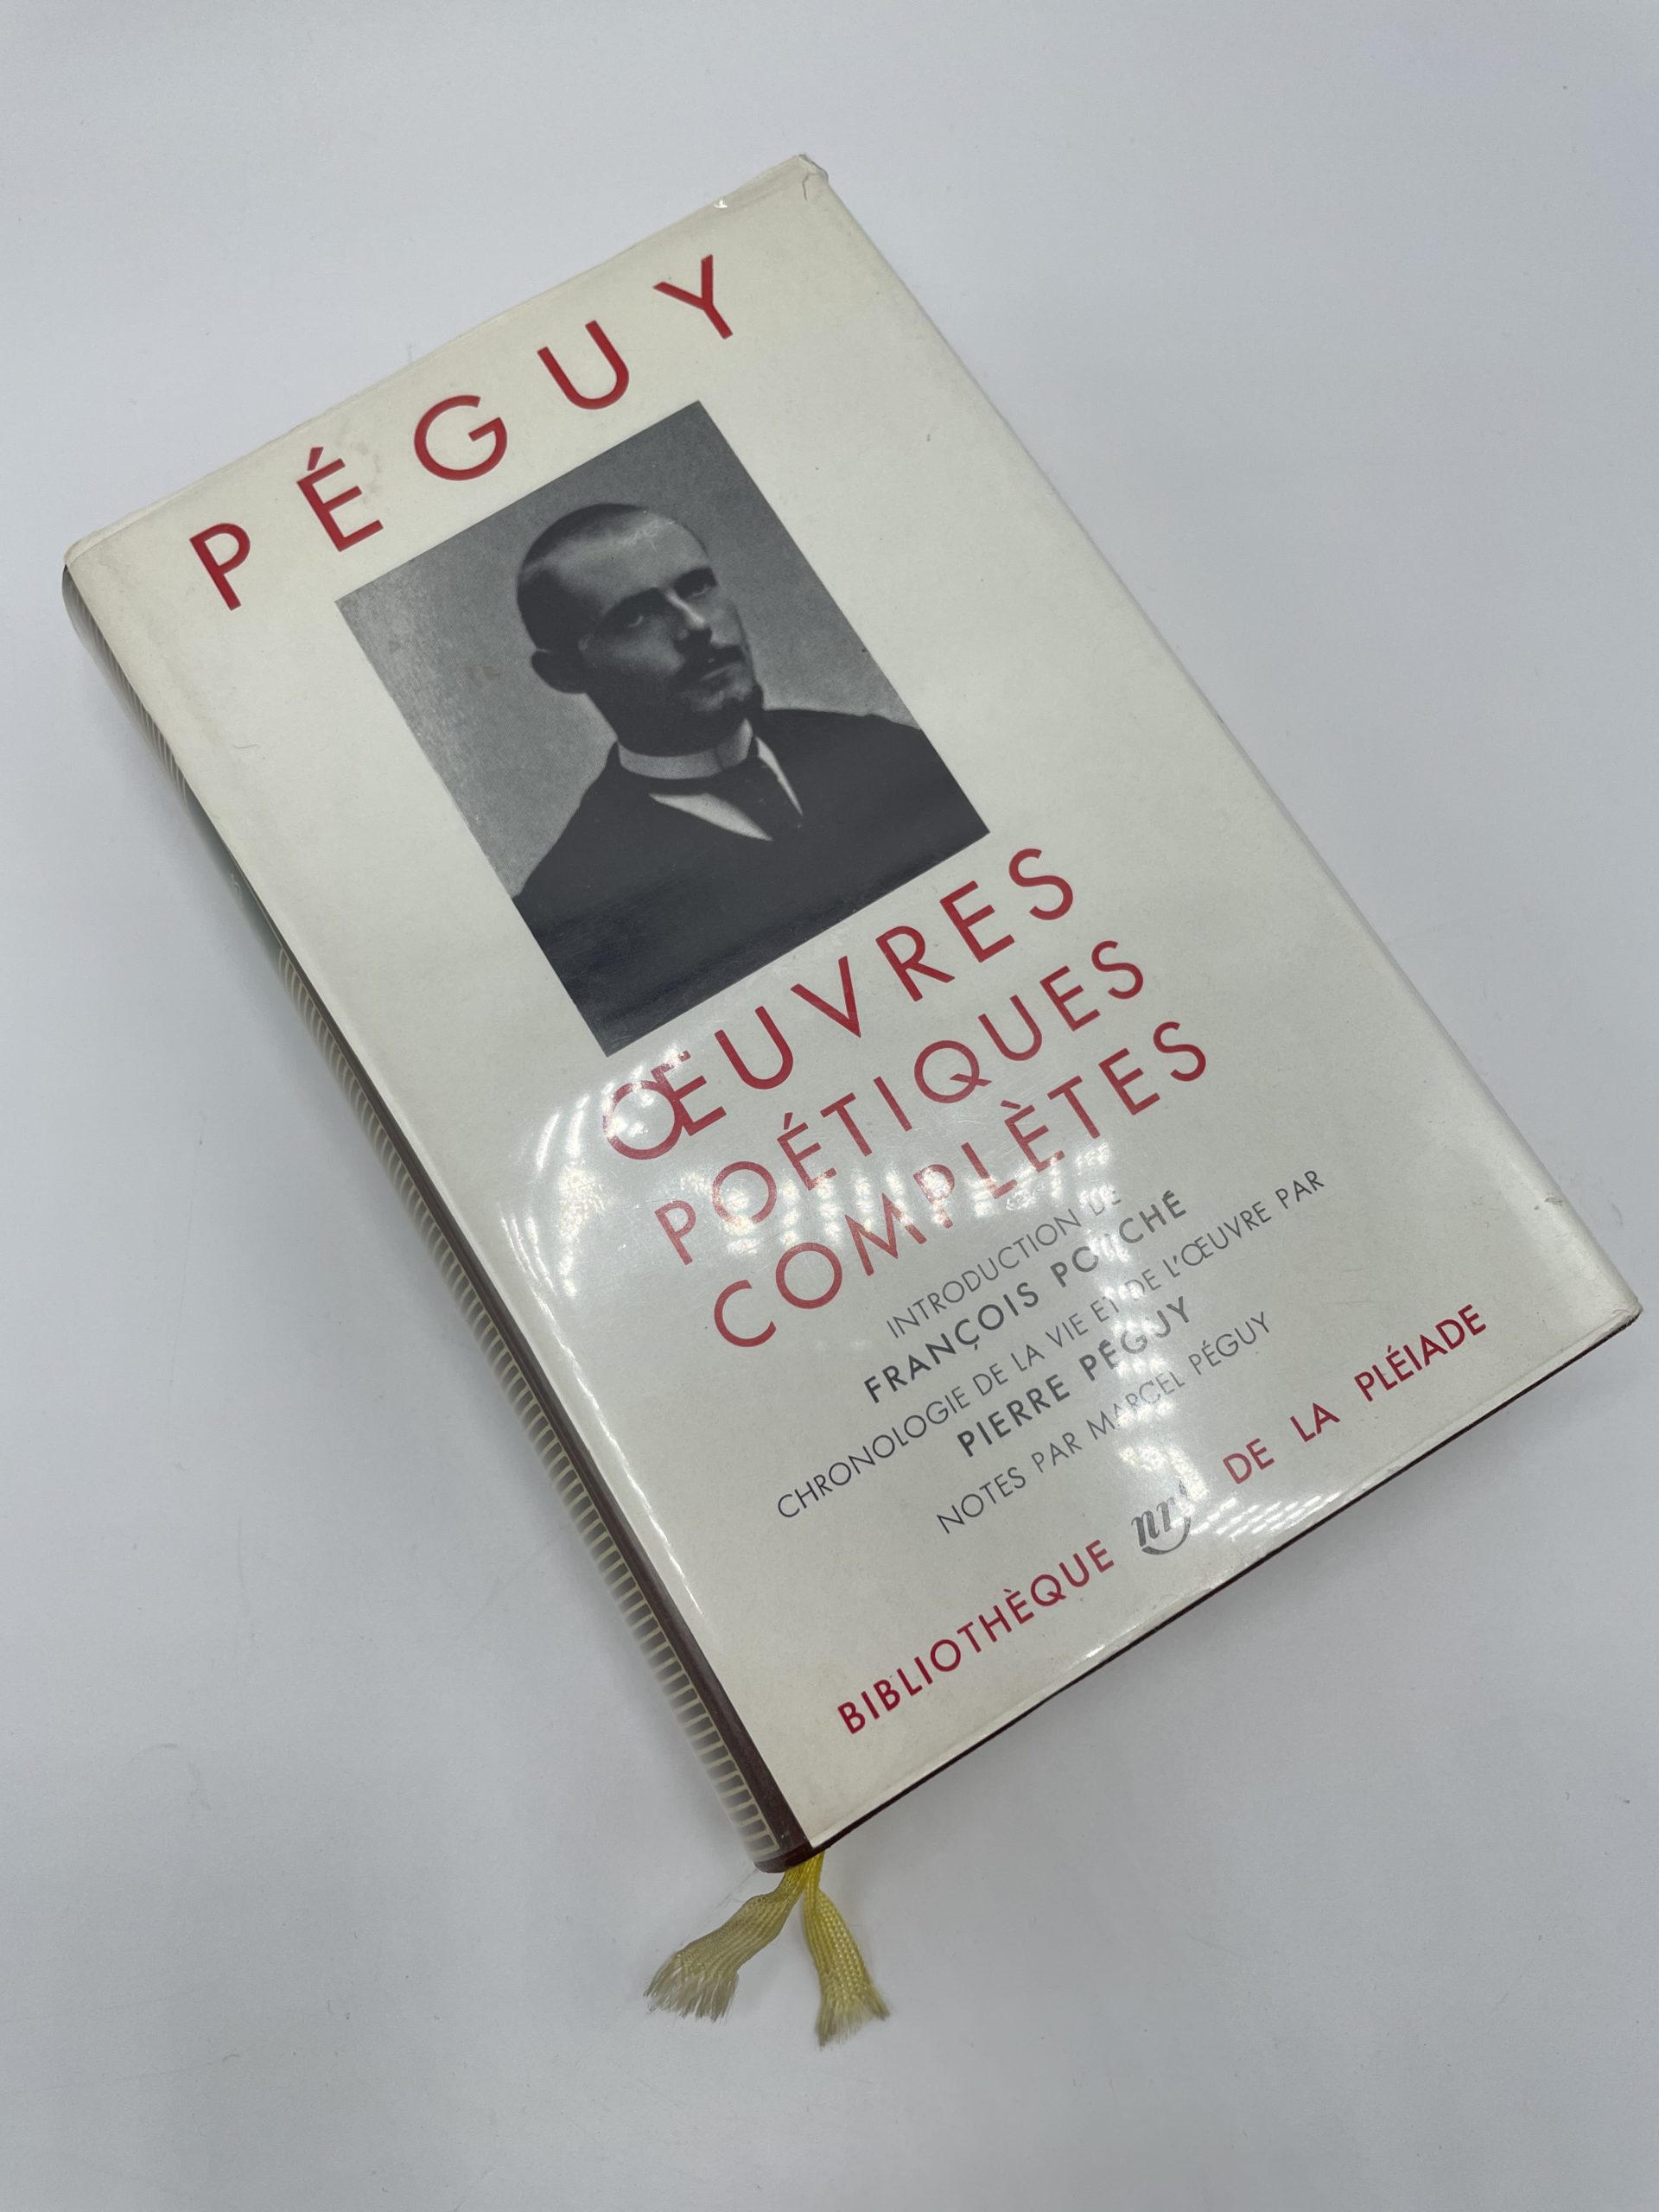 PÉGUY
ŒUVRES
POÉTIQUES
COMPLÈTES
INTRODUCTION DE
FRANÇOIS PORCHÉ
CHRONOLOGIE DE LA VIE ET DE L'ŒUVRE PAR
PIERRE PÉGUY
NOTES PAR MARCEL PÉGUY
BIBLIOTHÈQUE nrf DE LA PLÉIADE